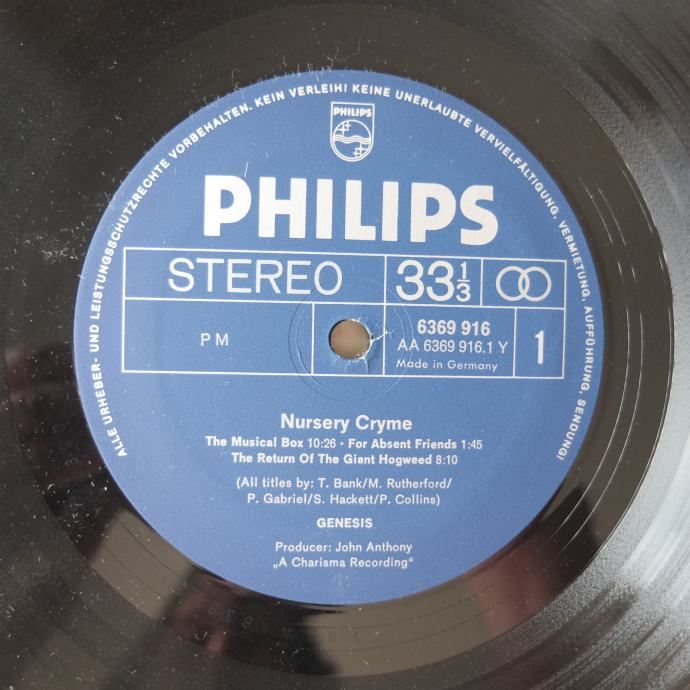 ALLE URHEBER- UND LEISTUNGSSCHUTZRECHTE VORBEHALTEN. KEIN VERLEIH! KEINE UNERLAUBTE VERVIELFÄLTIGUNG, VERMIETUNG, AUFFÜHRUNG, SENDUNG!
PHILIPS
PHILIPS
STEREO 33 1/3
PM 6369 916 1
AA 6369 916.1 Y
Made in Germany
Nursery Cryme
The Musical Box 10:26 · For Absent Friends 1:45
The Return Of The Giant Hogweed 8:10
(All titles by: T. Bank/M. Rutherford/
P. Gabriel/S. Hackett/P. Collins)
GENESIS
Producer: John Anthony
„A Charisma Recording"